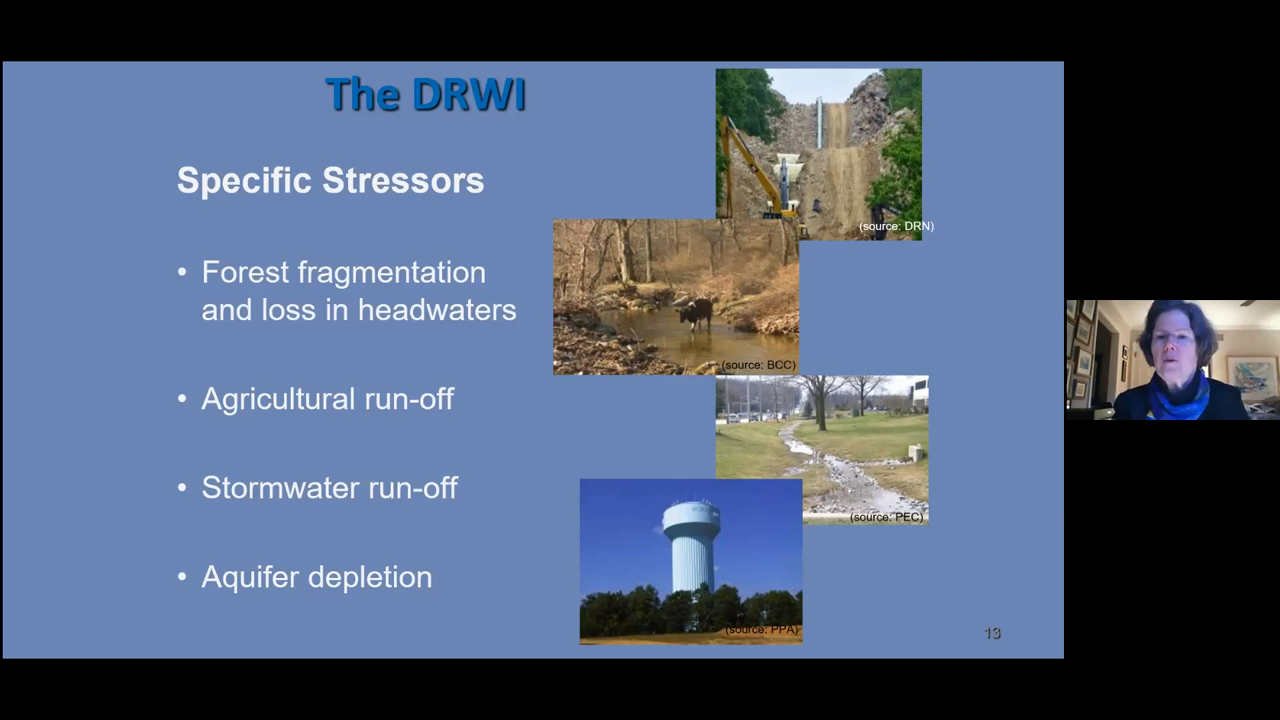 The DRWI
Specific Stressors
• Forest fragmentation
and loss in headwaters
• Agricultural run-off
• Stormwater run-off
• Aquifer depletion
(source: DRN)
(source: BCC)
(source: PEC)
(source: PPA)
13